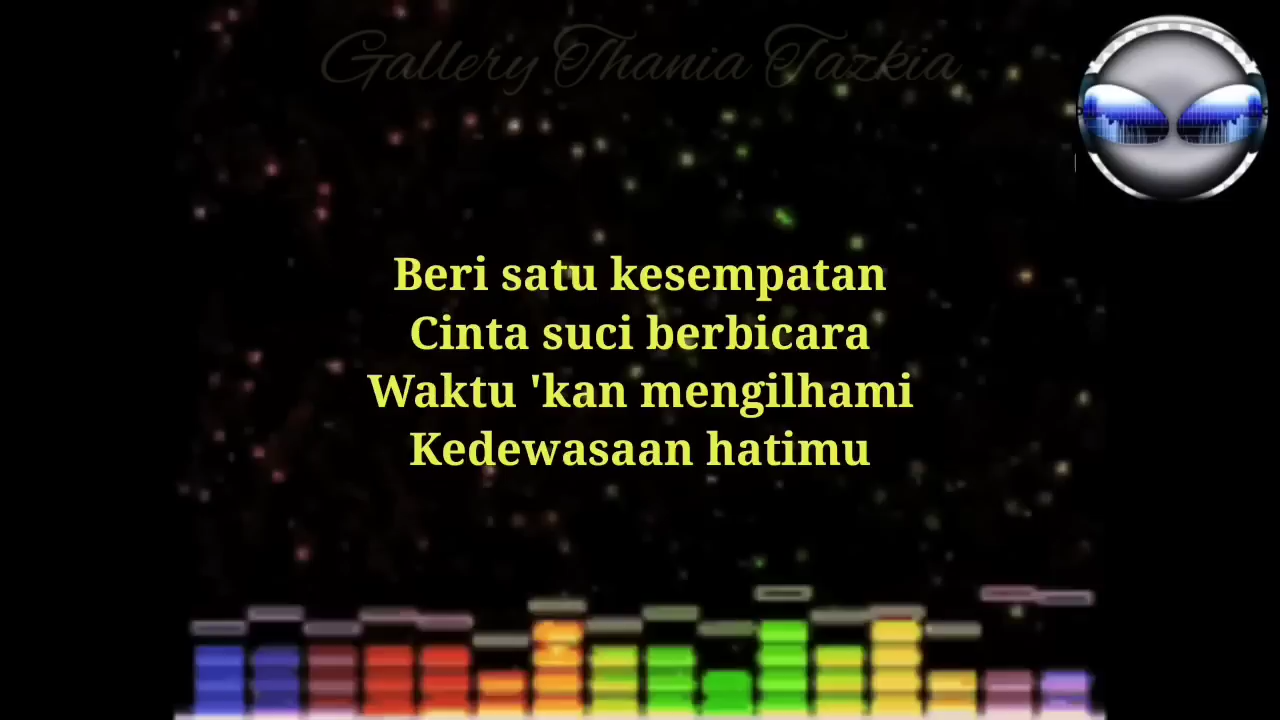 Gallery Thania Tazkia
Beri satu kesempatan
Cinta suci berbicara
Waktu 'kan mengilhami
Kedewasaan hatimu